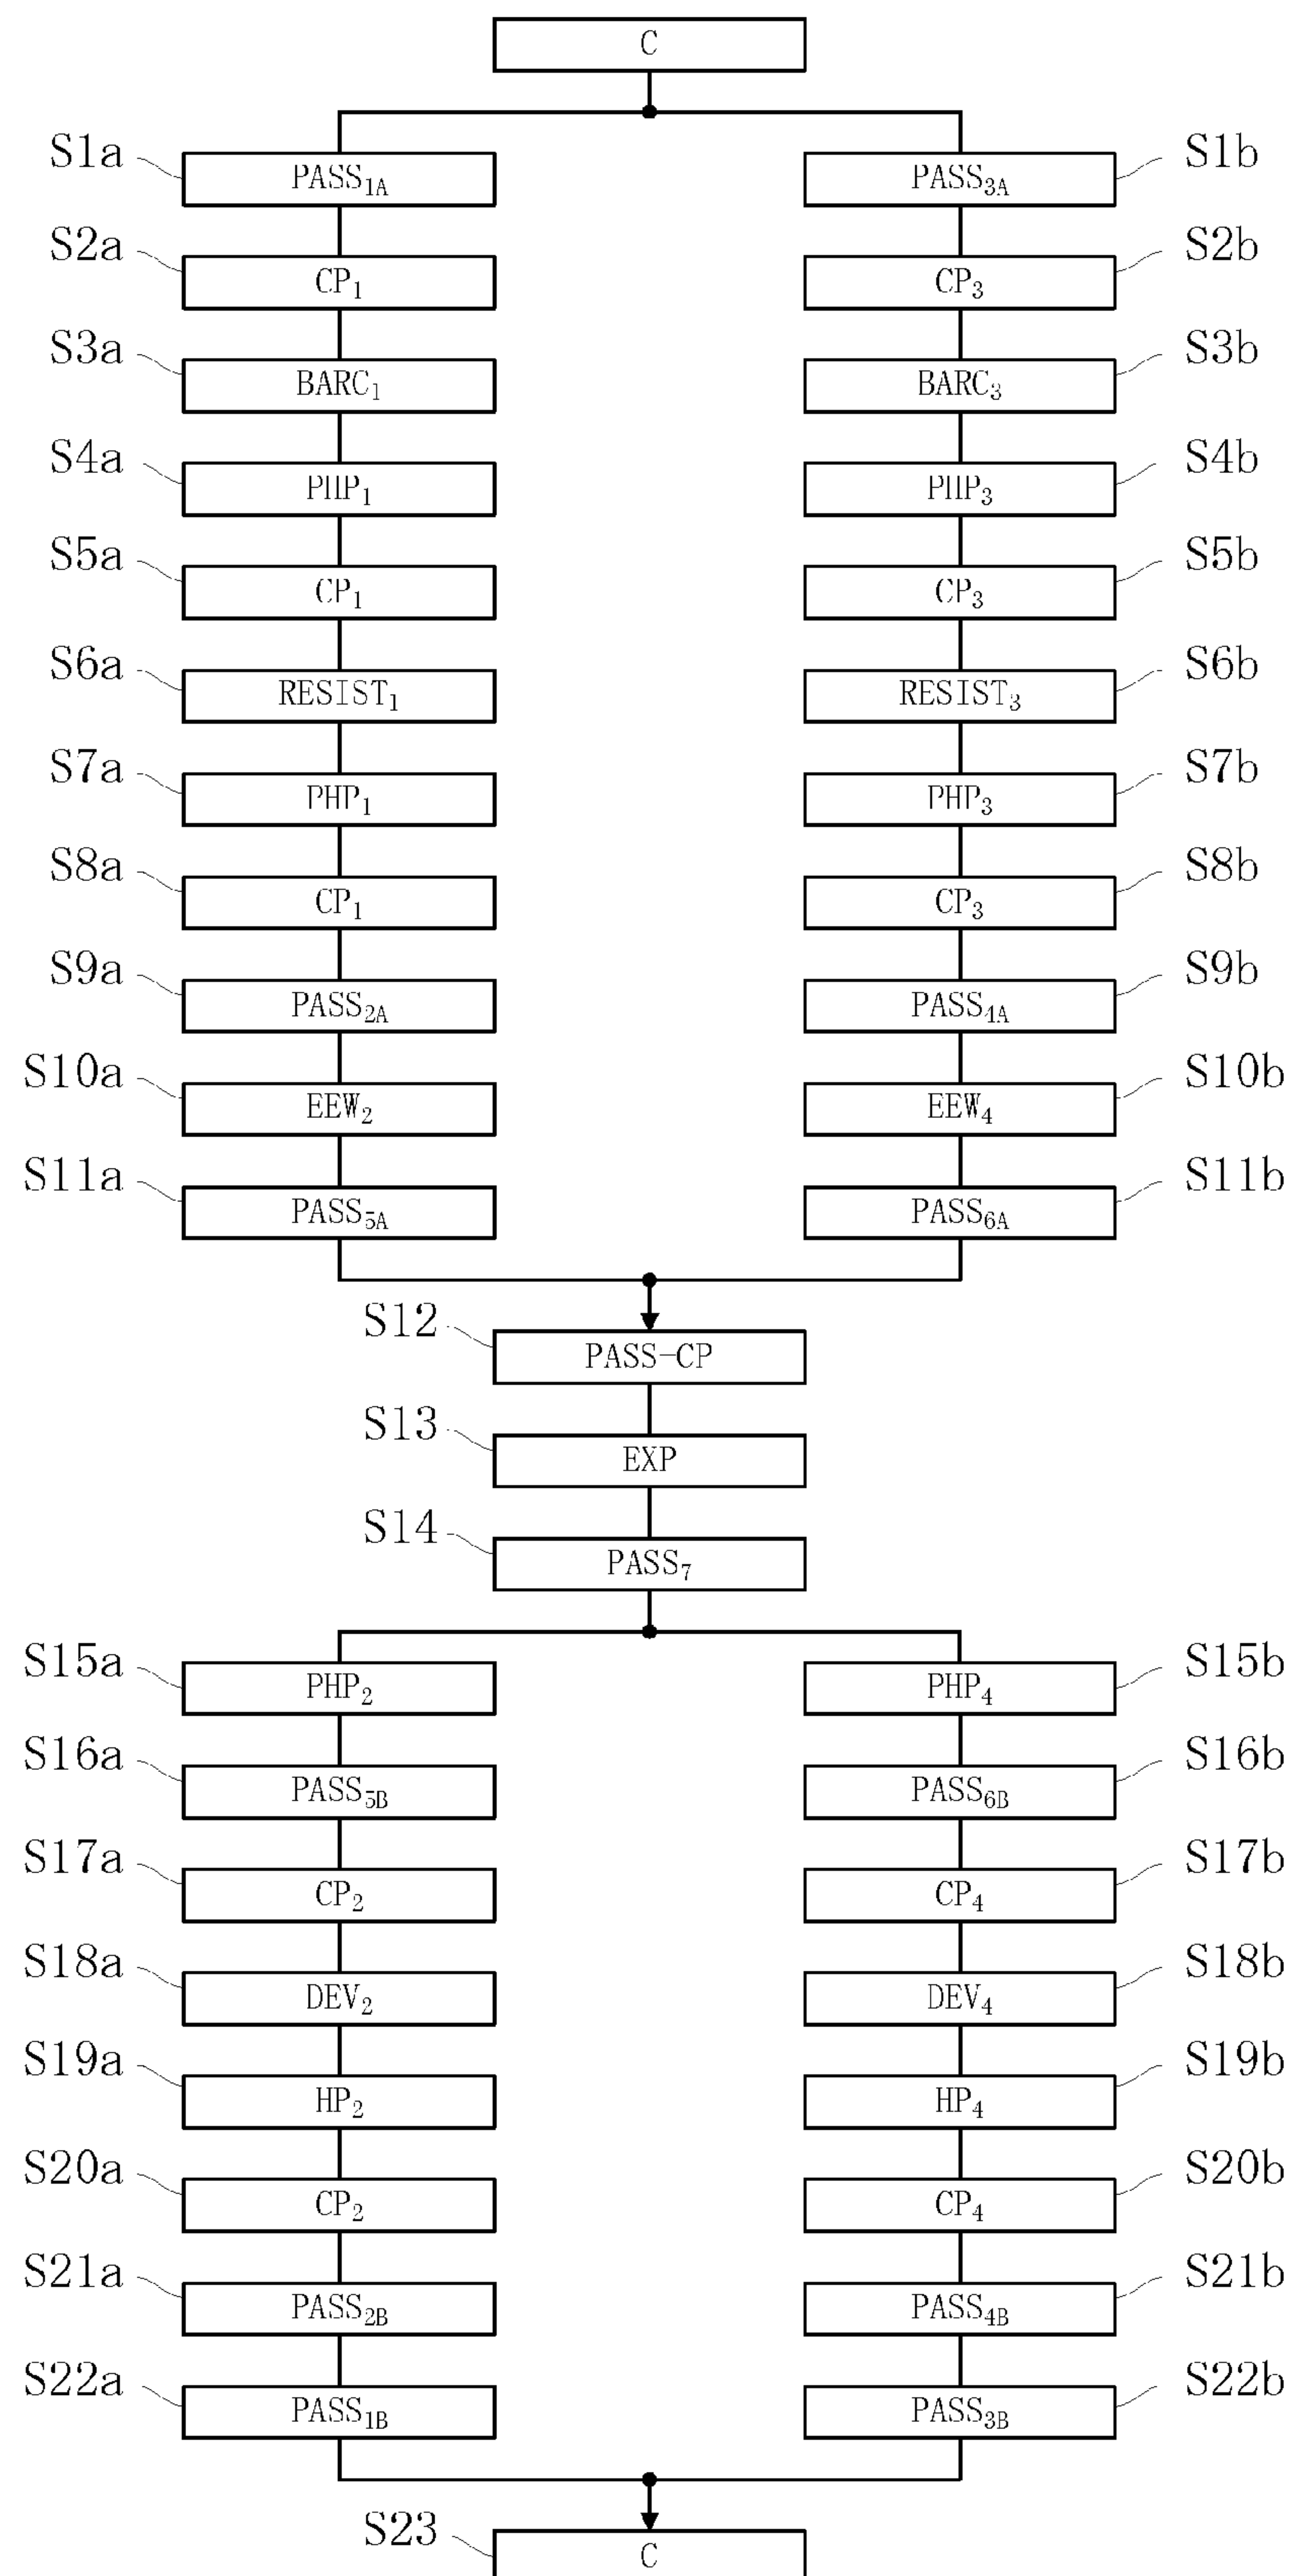 C
S1a PASS1A PASS3A S1b
S2a CP1 CP3 S2b
S3a BARC1 BARC3 S3b
S4a PHP1 PHP3 S4b
S5a CP1 CP3 S5b
S6a RESIST1 RESIST3 S6b
S7a PHP1 PHP3 S7b
S8a CP1 CP3 S8b
S9a PASS2A PASS4A S9b
S10a EEW2 EEW4 S10b
S11a PASS5A PASS6A S11b
S12 PASS-CP
S13 EXP
S14 PASS7
S15a PHP2 PHP4 S15b
S16a PASS5B PASS6B S16b
S17a CP2 CP4 S17b
S18a DEV2 DEV4 S18b
S19a HP2 HP4 S19b
S20a CP2 CP4 S20b
S21a PASS2B PASS4B S21b
S22a PASS1B PASS3B S22b
S23 C